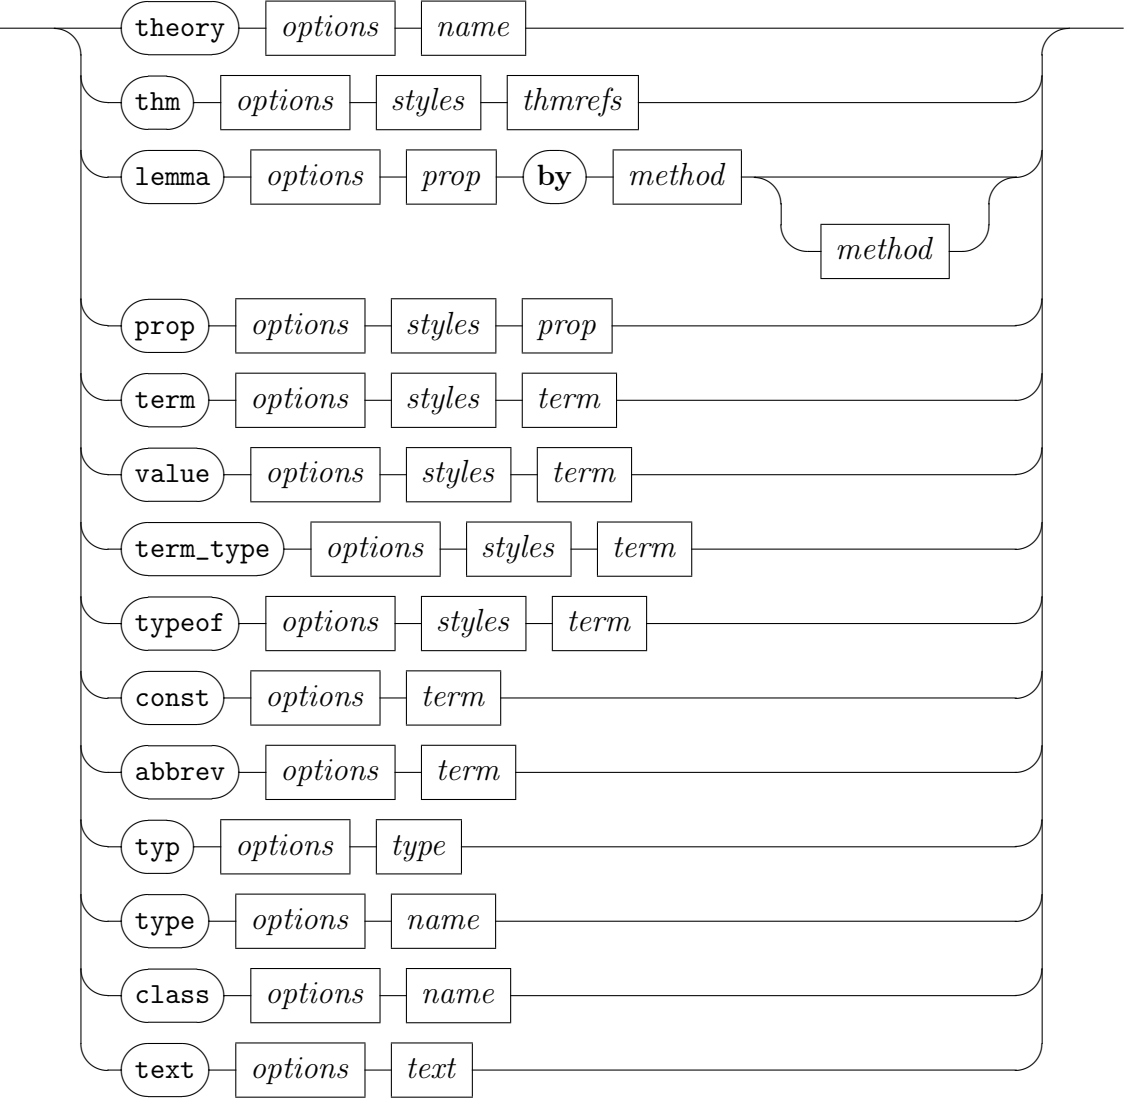 theory options name
thm options styles thmrefs
lemma options prop by method
method
prop options styles prop
term options styles term
value options styles term
term_type options styles term
typeof options styles term
const options term
abbrev options term
typ options type
type options name
class options name
text options text